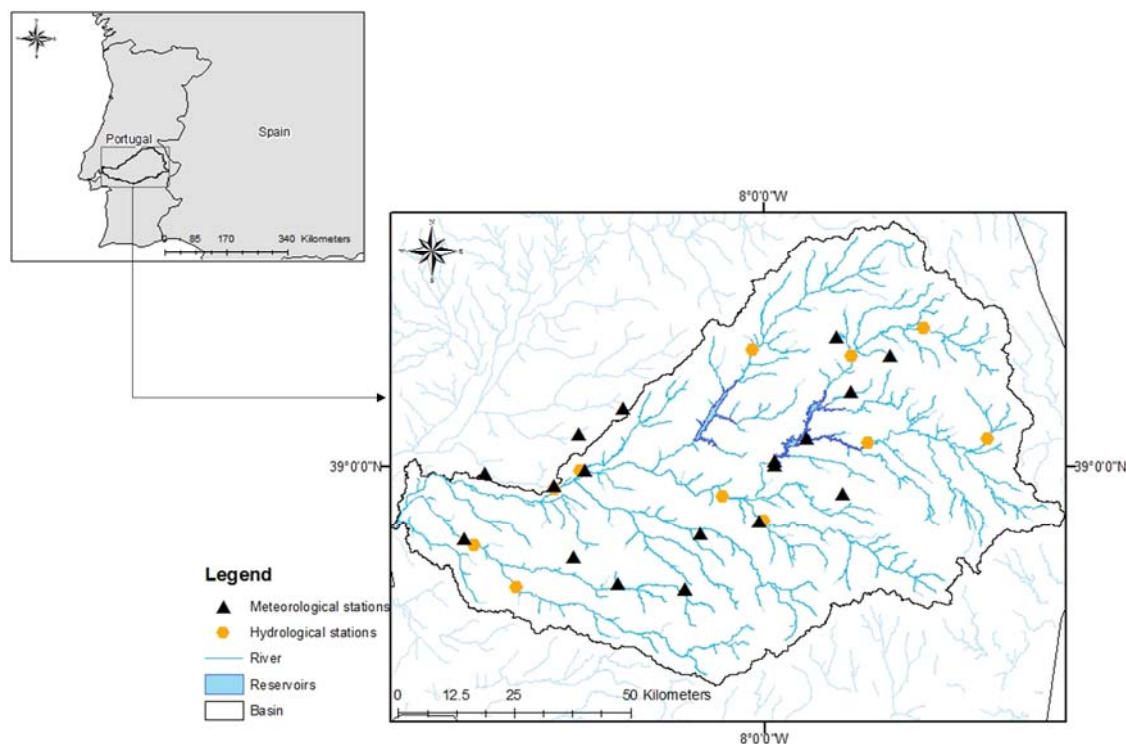 Portugal
Spain
0 85 170 340 Kilometers
8°0'0"W
39°0'0"N
39°0'0"N
Legend
Meteorological stations
Hydrological stations
River
Reservoirs
Basin
0 12.5 25 50 Kilometers
8°0'0"W